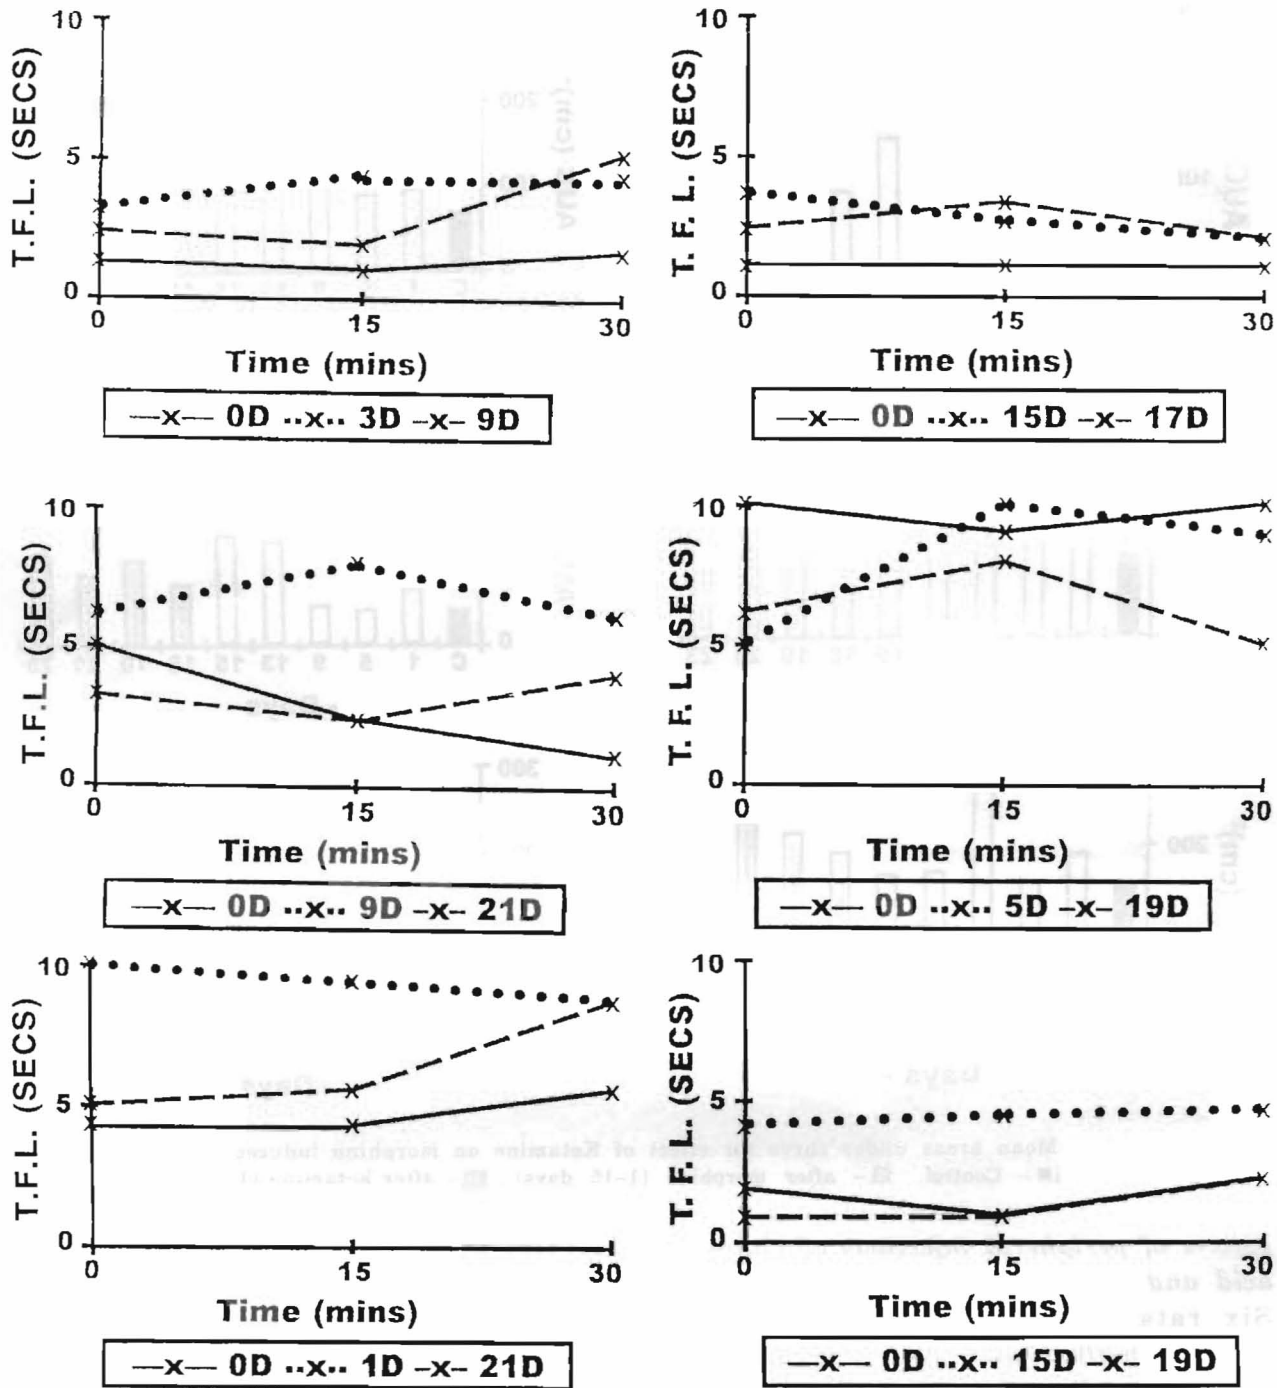 10
5
0
T.F.L. (SECS)
0 15 30
Time (mins)
—x— 0D ··x·· 3D –x– 9D
10
5
0
T. F. L. (SECS)
0 15 30
Time (mins)
—x— 0D ··x·· 15D –x– 17D
10
5
0
T.F.L. (SECS)
0 15 30
Time (mins)
—x— 0D ··x·· 9D –x– 21D
10
5
0
T. F. L. (SECS)
0 15 30
Time (mins)
—x— 0D ··x·· 5D –x– 19D
10
5
0
T.F.L. (SECS)
0 15 30
Time (mins)
—x— 0D ··x·· 1D –x– 21D
10
5
0
T. F. L. (SECS)
0 15 30
Time (mins)
—x— 0D ··x·· 15D –x– 19D